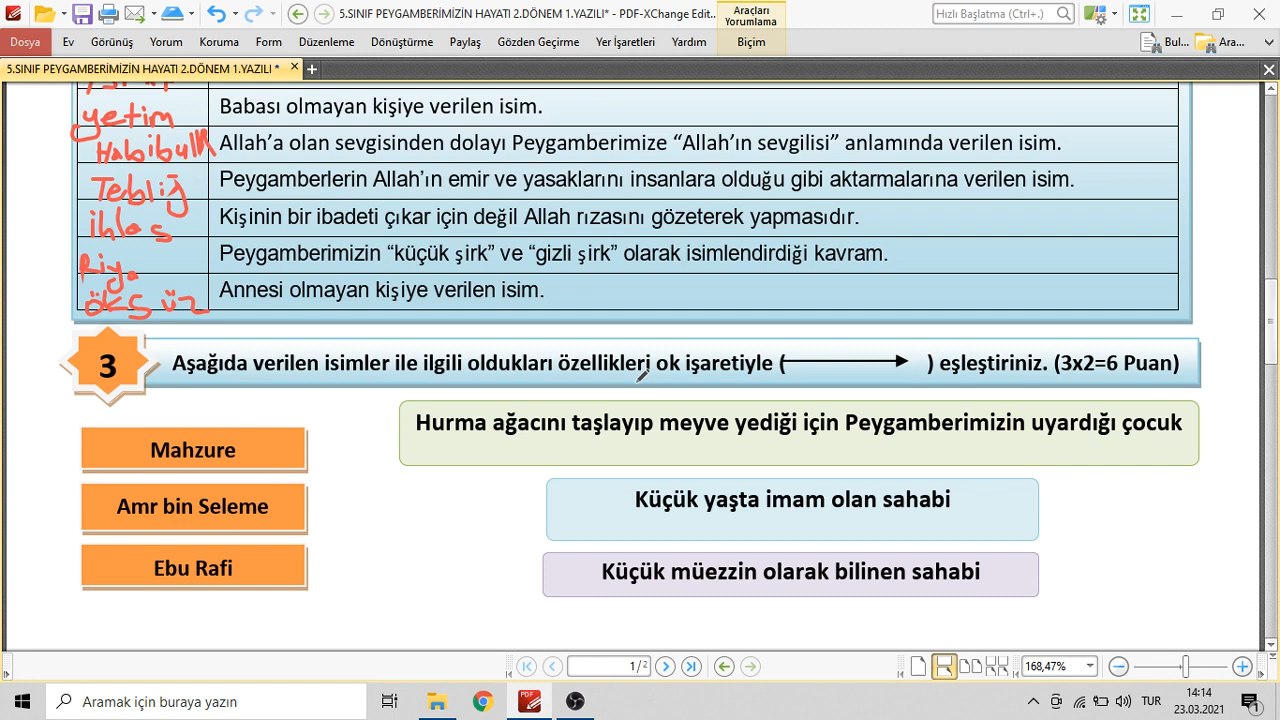 5.SINIF PEYGAMBERİMİZİN HAYATI 2.DÖNEM 1.YAZILI* - PDF-XChange Edit...
Araçları Yorumlama
Hızlı Başlatma (Ctrl+.)
Dosya Ev Görünüş Yorum Koruma Form Düzenleme Dönüştürme Paylaş Gözden Geçirme Yer İşaretleri Yardım Biçim
Bul... Ara...
5.SINIF PEYGAMBERİMİZİN HAYATI 2.DÖNEM 1.YAZILI *
yetim Babası olmayan kişiye verilen isim.
Habibullh Allah’a olan sevgisinden dolayı Peygamberimize “Allah’ın sevgilisi” anlamında verilen isim.
Tebliğ Peygamberlerin Allah’ın emir ve yasaklarını insanlara olduğu gibi aktarmalarına verilen isim.
ihlas Kişinin bir ibadeti çıkar için değil Allah rızasını gözeterek yapmasıdır.
Riya Peygamberimizin “küçük şirk” ve “gizli şirk” olarak isimlendirdiği kavram.
öksüz Annesi olmayan kişiye verilen isim.
3 Aşağıda verilen isimler ile ilgili oldukları özellikleri ok işaretiyle ( ) eşleştiriniz. (3x2=6 Puan)
Hurma ağacını taşlayıp meyve yediği için Peygamberimizin uyardığı çocuk
Mahzure
Küçük yaşta imam olan sahabi
Amr bin Seleme
Ebu Rafi
Küçük müezzin olarak bilinen sahabi
1 / 2
168,47%
Aramak için buraya yazın
TUR
14:14
23.03.2021